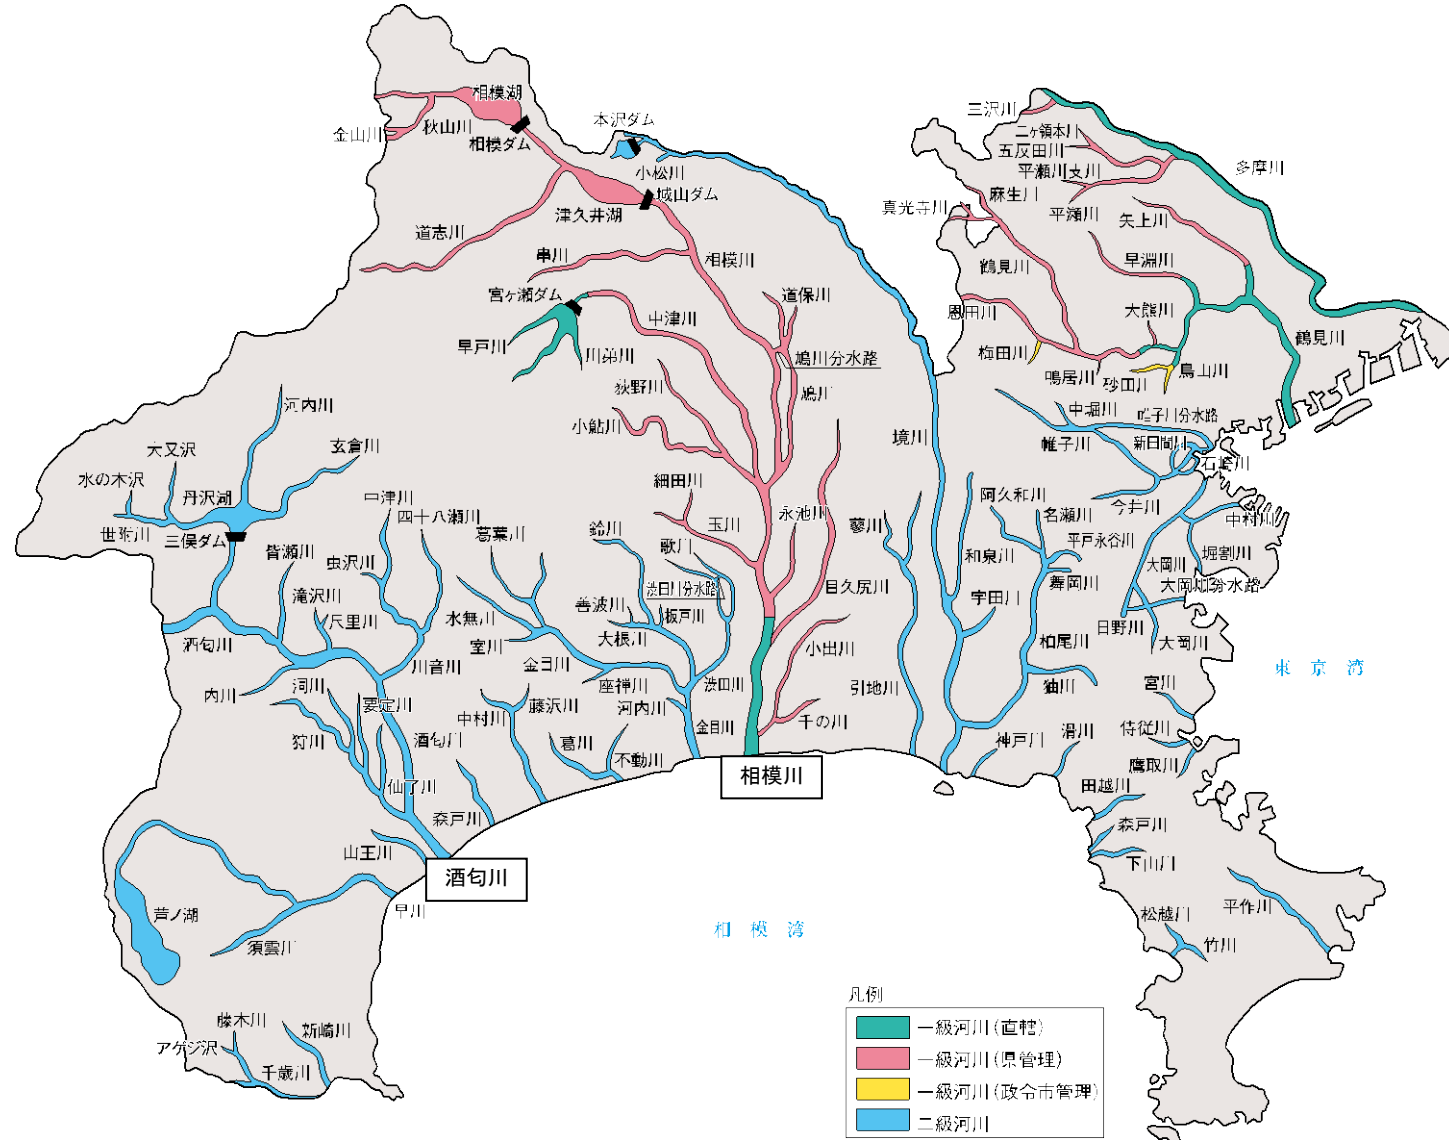 相模湖
秋山川
金山川
相模ダム
本沢ダム
小松川
城山ダム
津久井湖
道志川
串川
相模川
宮ヶ瀬ダム
中津川
道保川
早戸川
川弟川
鳩川分水路
荻野川
鳩川
小鮎川
境川
三沢川
二ヶ領本川
五反田川
平瀬川支川
多摩川
麻生川
真光寺川
平瀬川
矢上川
鶴見川
早淵川
恩田川
大熊川
鶴見川
梅田川
鳴居川
砂田川
鳥山川
中堀川
帷子川分水路
帷子川
新田間川
石崎川
今井川
中村川
堀割川
大岡川
大岡川分水路
日野川
大岡川
河内川
玄倉川
大又沢
水の木沢
丹沢湖
世附川
三保ダム
中津川
四十八瀬川
皆瀬川
虫沢川
滝沢川
尺里川
酒匂川
川音川
内川
河川
要定川
狩川
酒匂川
仙了川
葛葉川
水無川
室川
金目川
鈴川
歌川
渋田川分水路
善波川
板戸川
大根川
座禅川
渋田川
河内川
金目川
細田川
玉川
永池川
目久尻川
小出川
千の川
蓼川
引地川
阿久和川
名瀬川
和泉川
平戸永谷川
舞岡川
宇田川
柏尾川
狢川
中村川
藤沢川
葛川
不動川
森戸川
山王川
相模川
酒匂川
神戸川
滑川
宮川
侍従川
鷹取川
田越川
森戸川
下山川
東京湾
平作川
松越川
竹川
芦ノ湖
早川
須雲川
相模湾
藤木川
新崎川
アゲジ沢
千歳川
凡例
一級河川(直轄)
一級河川(県管理)
一級河川(政令市管理)
二級河川